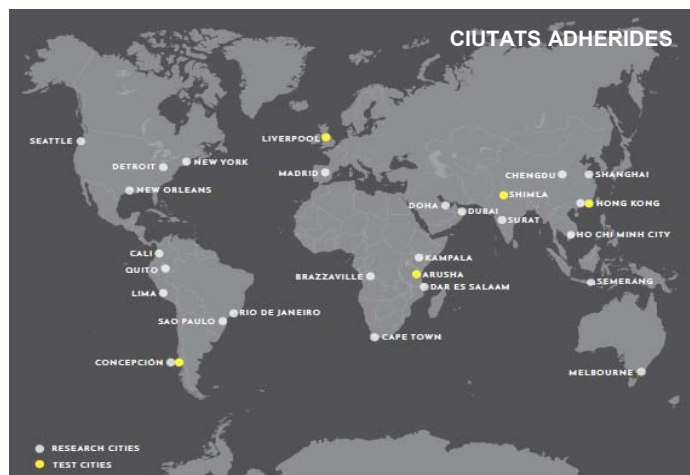 CIUTATS ADHERIDES
SEATTLE
DETROIT
NEW YORK
NEW ORLEANS
LIVERPOOL
MADRID
CHENGDU
SHANGHAI
SHIMLA
HONG KONG
DOHA
DUBAI
SURAT
HO CHI MINH CITY
CALI
QUITO
LIMA
KAMPALA
BRAZZAVILLE
ARUSHA
DAR ES SALAAM
SEMERANG
RIO DE JANEIRO
SAO PAULO
CAPE TOWN
CONCEPCIÓN
MELBOURNE
RESEARCH CITIES
TEST CITIES